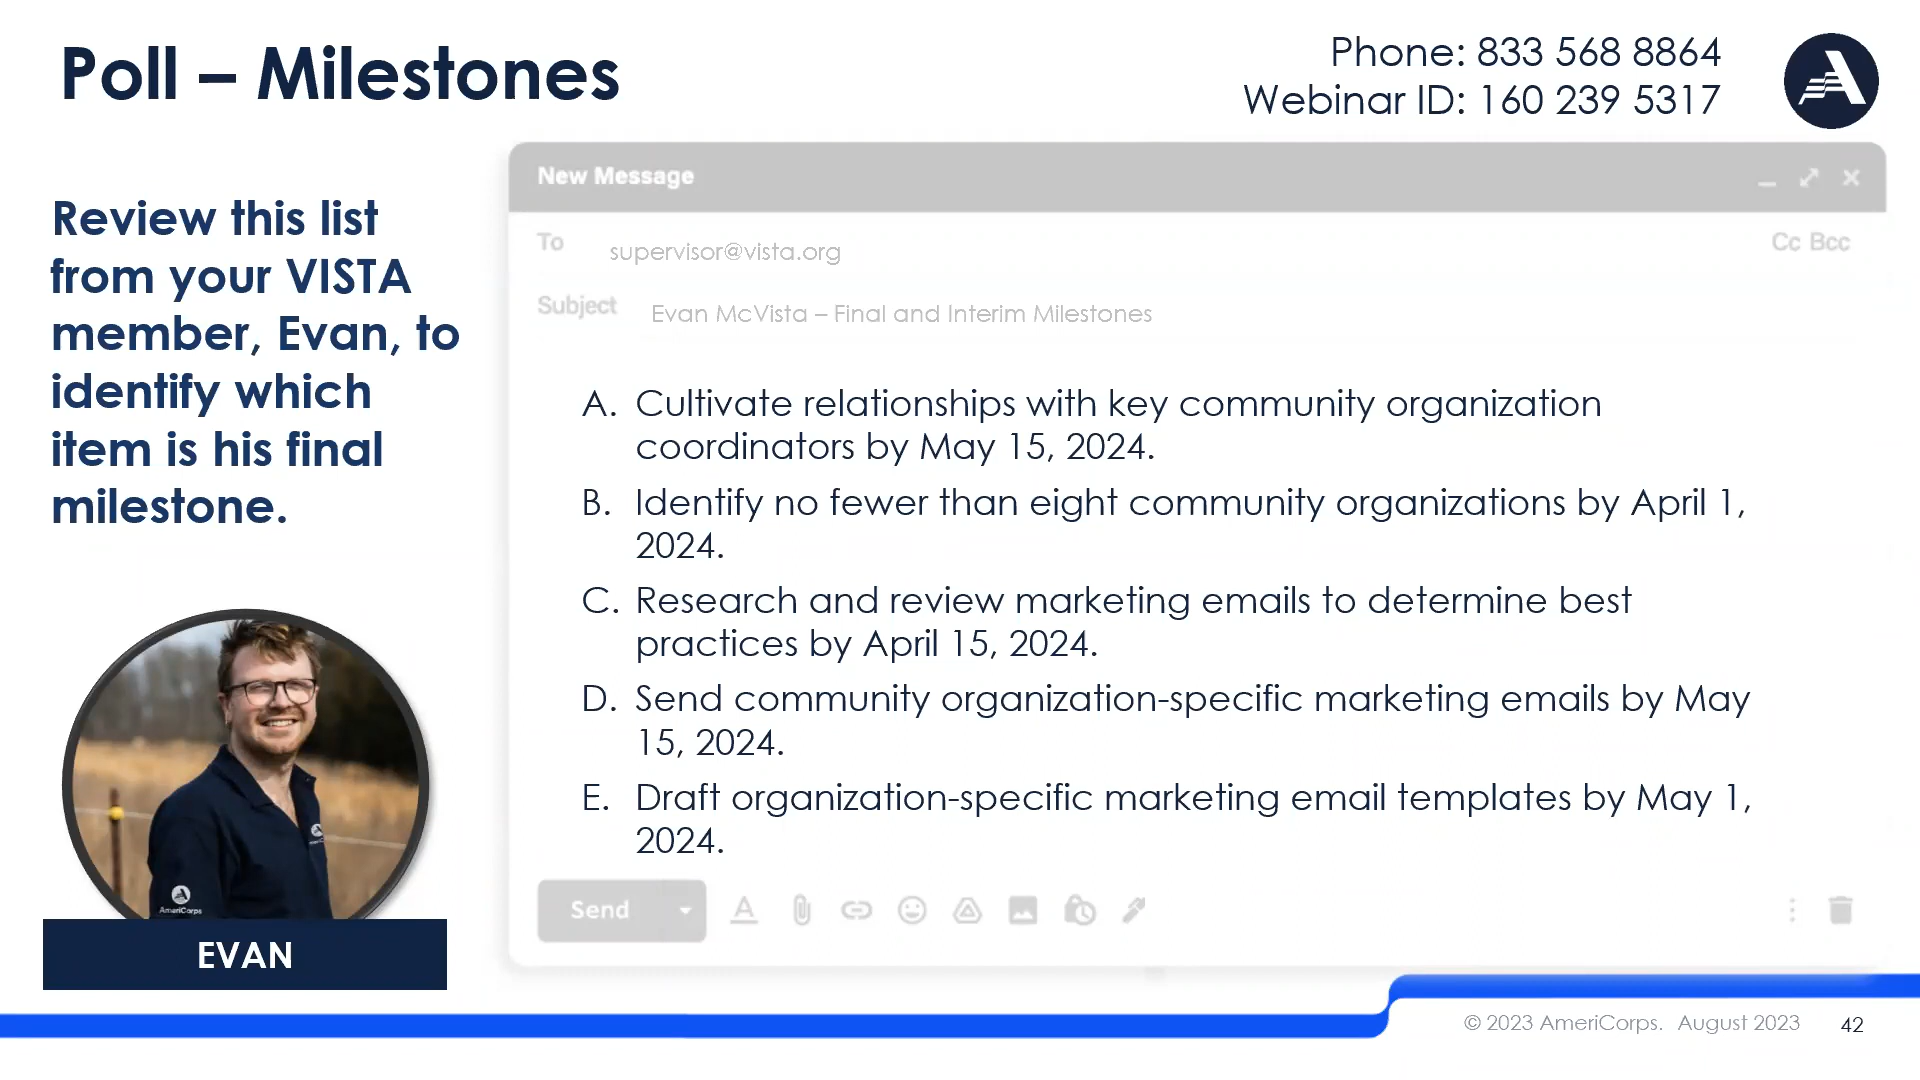 Poll – Milestones
Phone: 833 568 8864
Webinar ID: 160 239 5317
Review this list
from your VISTA
member, Evan, to
identify which
item is his final
milestone.
New Message
To
supervisor@vista.org
Cc Bcc
Subject
Evan McVista – Final and Interim Milestones
A. Cultivate relationships with key community organization
coordinators by May 15, 2024.
B. Identify no fewer than eight community organizations by April 1,
2024.
C. Research and review marketing emails to determine best
practices by April 15, 2024.
D. Send community organization-specific marketing emails by May
15, 2024.
E. Draft organization-specific marketing email templates by May 1,
2024.
Send
AmeriCorps
EVAN
© 2023 AmeriCorps. August 2023
42